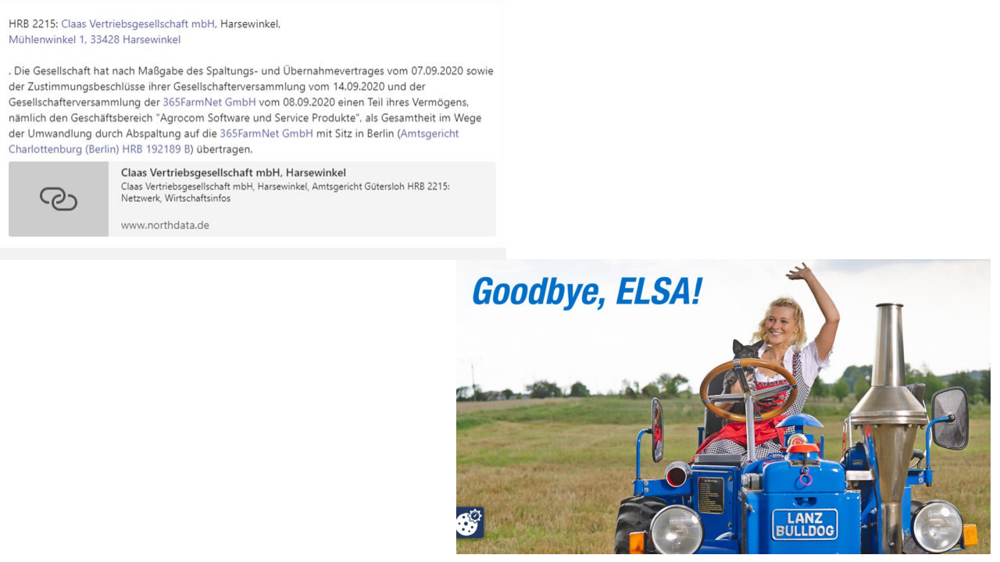 HRB 2215: Claas Vertriebsgesellschaft mbH, Harsewinkel,
Mühlenwinkel 1, 33428 Harsewinkel
. Die Gesellschaft hat nach Maßgabe des Spaltungs- und Übernahmevertrages vom 07.09.2020 sowie
der Zustimmungsbeschlüsse ihrer Gesellschafterversammlung vom 14.09.2020 und der
Gesellschafterversammlung der 365FarmNet GmbH vom 08.09.2020 einen Teil ihres Vermögens,
nämlich den Geschäftsbereich "Agrocom Software und Service Produkte", als Gesamtheit im Wege
der Umwandlung durch Abspaltung auf die 365FarmNet GmbH mit Sitz in Berlin (Amtsgericht
Charlottenburg (Berlin) HRB 192189 B) übertragen.
Claas Vertriebsgesellschaft mbH, Harsewinkel
Claas Vertriebsgesellschaft mbH, Harsewinkel, Amtsgericht Gütersloh HRB 2215:
Netzwerk, Wirtschaftsinfos
www.northdata.de
Goodbye, ELSA!
LANZ
BULLDOG